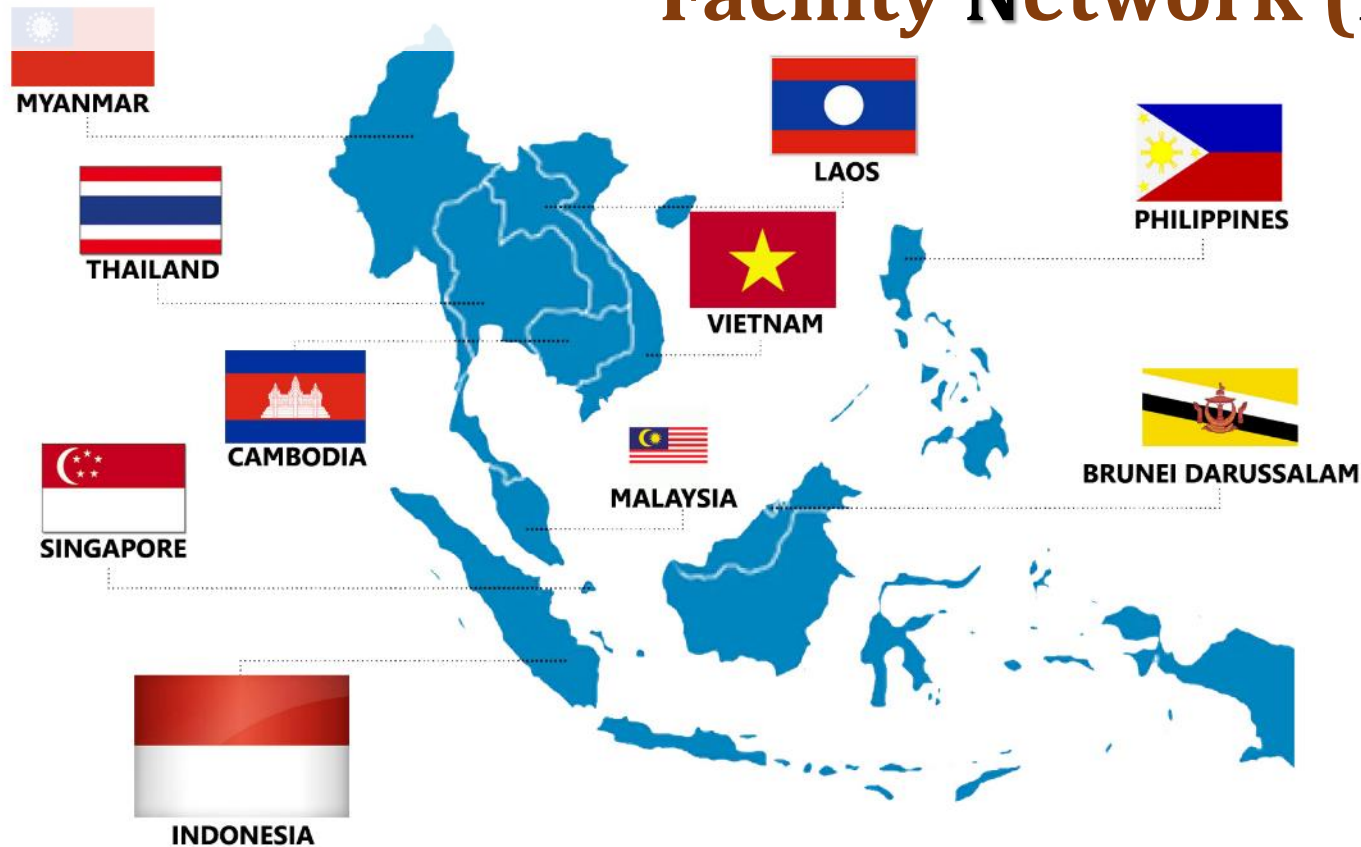 Facility Network (
MYANMAR
LAOS
PHILIPPINES
THAILAND
VIETNAM
CAMBODIA
BRUNEI DARUSSALAM
MALAYSIA
SINGAPORE
INDONESIA